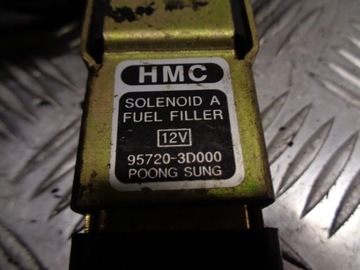 HMC
SOLENOID A
FUEL FILLER
12V
95720-3D000
POONG SUNG